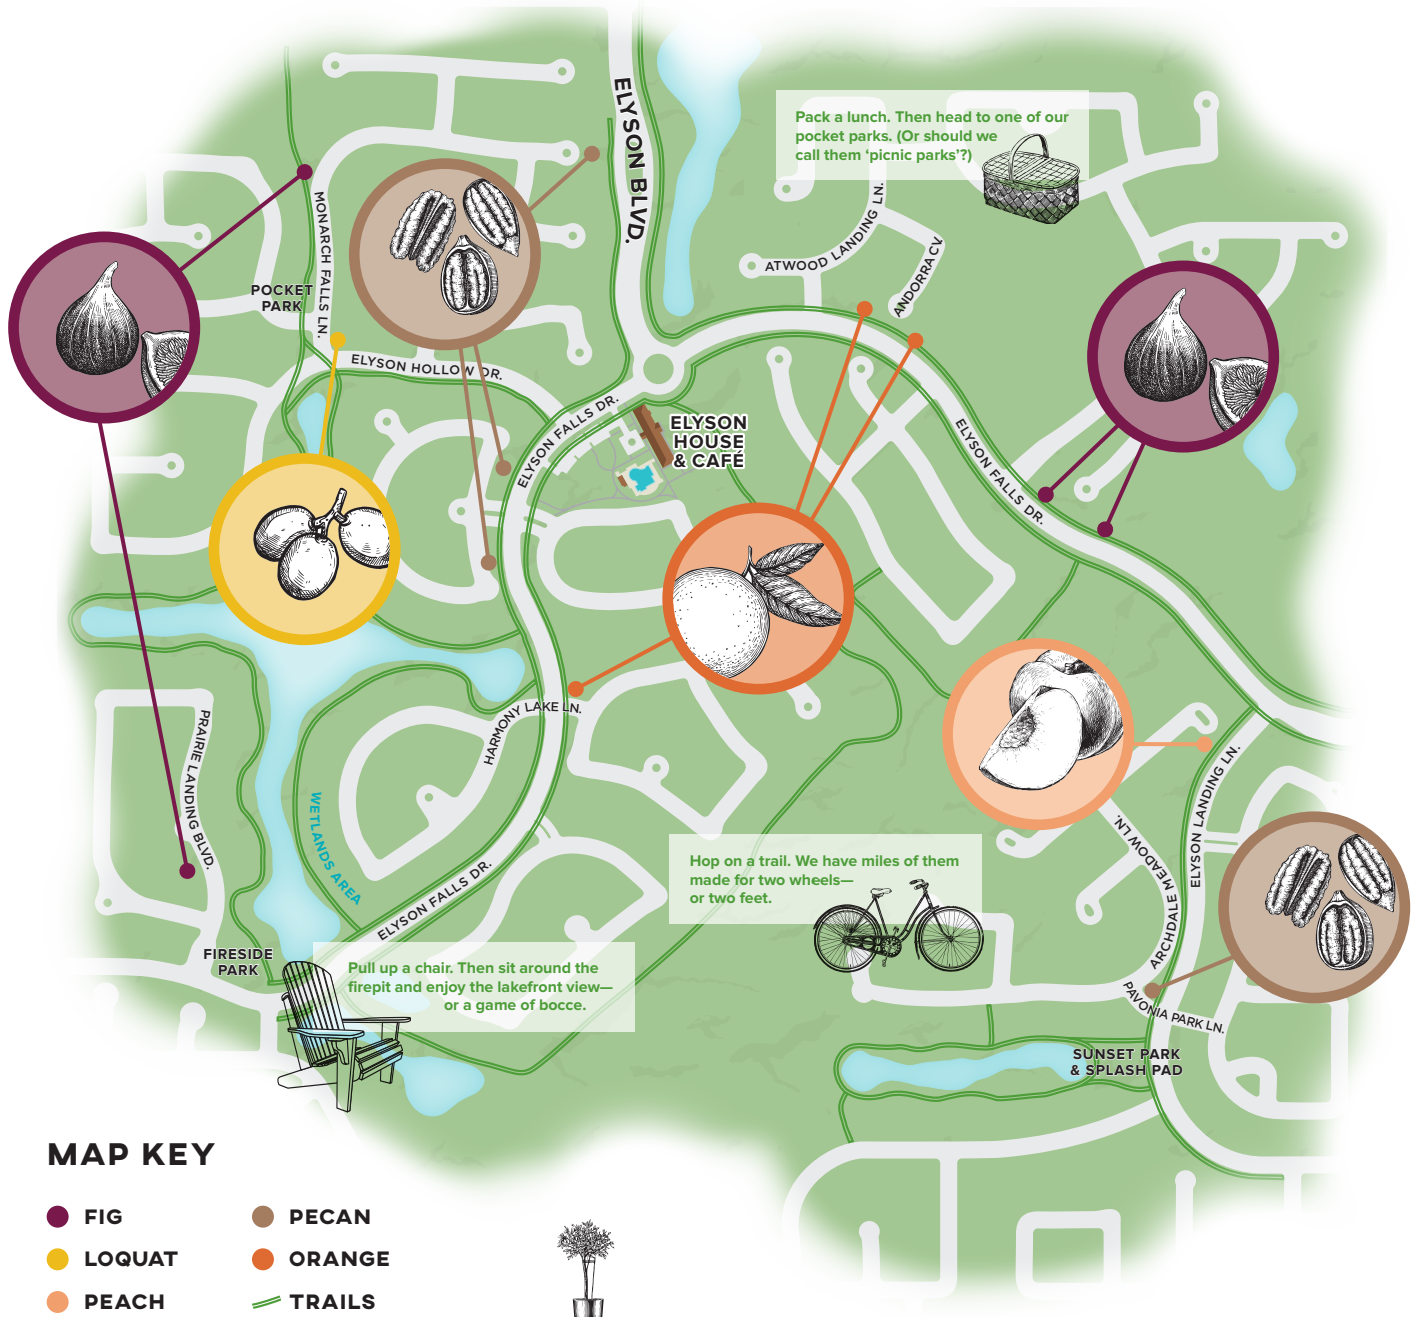 ELYSON BLVD.
Pack a lunch. Then head to one of our
pocket parks. (Or should we
call them ‘picnic parks’?)
MONARCH FALLS LN.
POCKET
PARK
ATWOOD LANDING LN.
ANDORRA CV.
ELYSON HOLLOW DR.
ELYSON FALLS DR.
ELYSON
HOUSE
& CAFÉ
ELYSON FALLS DR.
HARMONY LAKE LN.
PRAIRIE LANDING BLVD.
WETLANDS AREA
ELYSON LANDING LN.
ARCHDALE MEADOW LN.
Hop on a trail. We have miles of them
made for two wheels—
or two feet.
ELYSON FALLS DR.
FIRESIDE
PARK
Pull up a chair. Then sit around the
firepit and enjoy the lakefront view—
or a game of bocce.
PAVONIA PARK LN.
SUNSET PARK
& SPLASH PAD
MAP KEY
FIG
LOQUAT
PEACH
PECAN
ORANGE
TRAILS